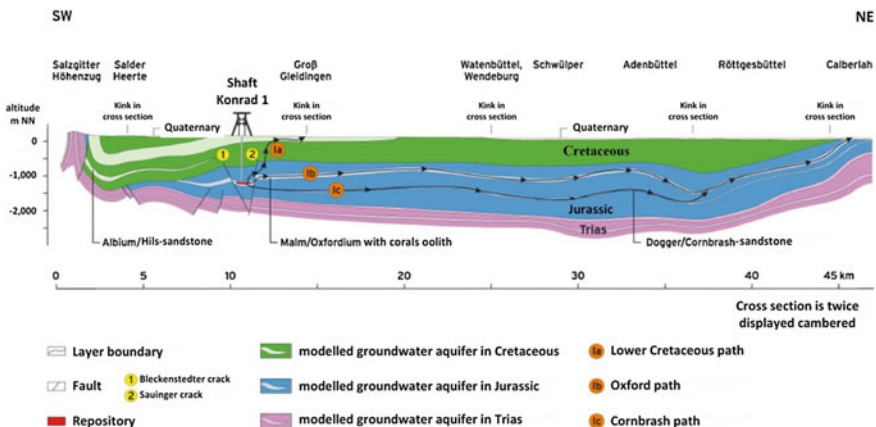 SW
NE
Salzgitter
Höhenzug
Salder
Heerte
Shaft
Konrad 1
Groß
Gleidingen
Watenbüttel,
Wendeburg
Schwülper
Adenbüttel
Röttgesbüttel
Calberlah
altitude
m NN
Kink in
cross section
Kink in
cross section
Kink in
cross section
Kink in
cross section
Kink in
cross section
Quaternary
Quaternary
0
-1,000
-2,000
1
2
Ia
Ib
Ic
Cretaceous
Jurassic
Trias
Albium/Hils-sandstone
Malm/Oxfordium with corals oolith
Dogger/Cornbrash-sandstone
0
10
20
30
40
45 km
Cross section is twice
displayed cambered
Layer boundary
modelled groundwater aquifer in Cretaceous
Ia Lower Cretaceous path
Fault
1 Bleckenstedter crack
2 Sauinger crack
modelled groundwater aquifer in Jurassic
Ib Oxford path
Repository
modelled groundwater aquifer in Trias
Ic Cornbrash path